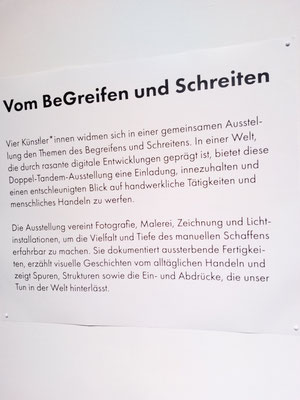 Vom BeGreifen und Schreiten
Vier Künstler*innen widmen sich in einer gemeinsamen Ausstel-
lung den Themen des Begreifens und Schreitens. In einer Welt,
die durch rasante digitale Entwicklungen geprägt ist, bietet diese
Doppel-Tandem-Ausstellung eine Einladung, innezuhalten und
einen entschleunigten Blick auf handwerkliche Tätigkeiten und
menschliches Handeln zu werfen.
Die Ausstellung vereint Fotografie, Malerei, Zeichnung und Licht-
installationen, um die Vielfalt und Tiefe des manuellen Schaffens
erfahrbar zu machen. Sie dokumentiert aussterbende Fertigkei-
ten, erzählt visuelle Geschichten vom alltäglichen Handeln und
zeigt Spuren, Strukturen sowie die Ein- und Abdrücke, die unser
Tun in der Welt hinterlässt.